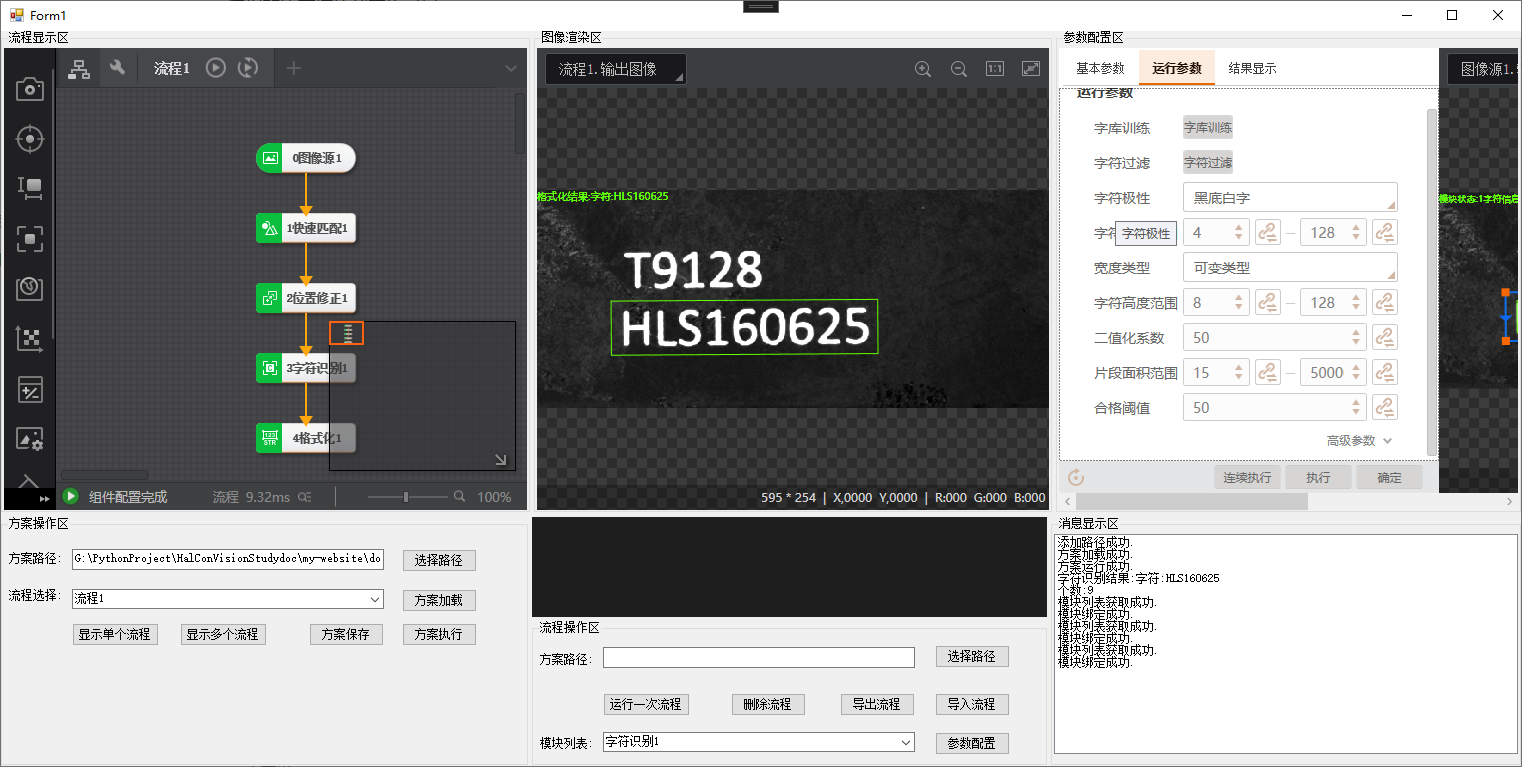 Form1
流程显示区
流程1
0图像源1
1快速匹配1
2位置修正1
3字符识别1
4格式化1
组件配置完成
流程 9.32ms
100%
图像渲染区
流程1.输出图像
1:1
格式化结果:字符:HLS160625
T9128
HLS160625
595 * 254 | X,0000 Y,0000 | R:000 G:000 B:000
参数配置区
基本参数 运行参数 结果显示
运行参数
字库训练 字库训练
字符过滤 字符过滤
字符极性 黑底白字
字符 字符极性 4 128
宽度类型 可变类型
字符高度范围 8 128
二值化系数 50
片段面积范围 15 5000
合格阈值 50
高级参数
连续执行 执行 确定
图像源1.
模块状态:1字符信息
方案操作区
方案路径: G:\PythonProject\HalConVisionStudydoc\my-website\do 选择路径
流程选择: 流程1 方案加载
显示单个流程 显示多个流程 方案保存 方案执行
流程操作区
方案路径: 选择路径
运行一次流程 删除流程 导出流程 导入流程
模块列表: 字符识别1 参数配置
消息显示区
添加路径成功.
方案加载成功.
方案运行成功.
字符识别结果:字符:HLS160625
个数:9
模块列表获取成功.
模块绑定成功.
模块列表获取成功.
模块绑定成功.
模块列表获取成功.
模块绑定成功.